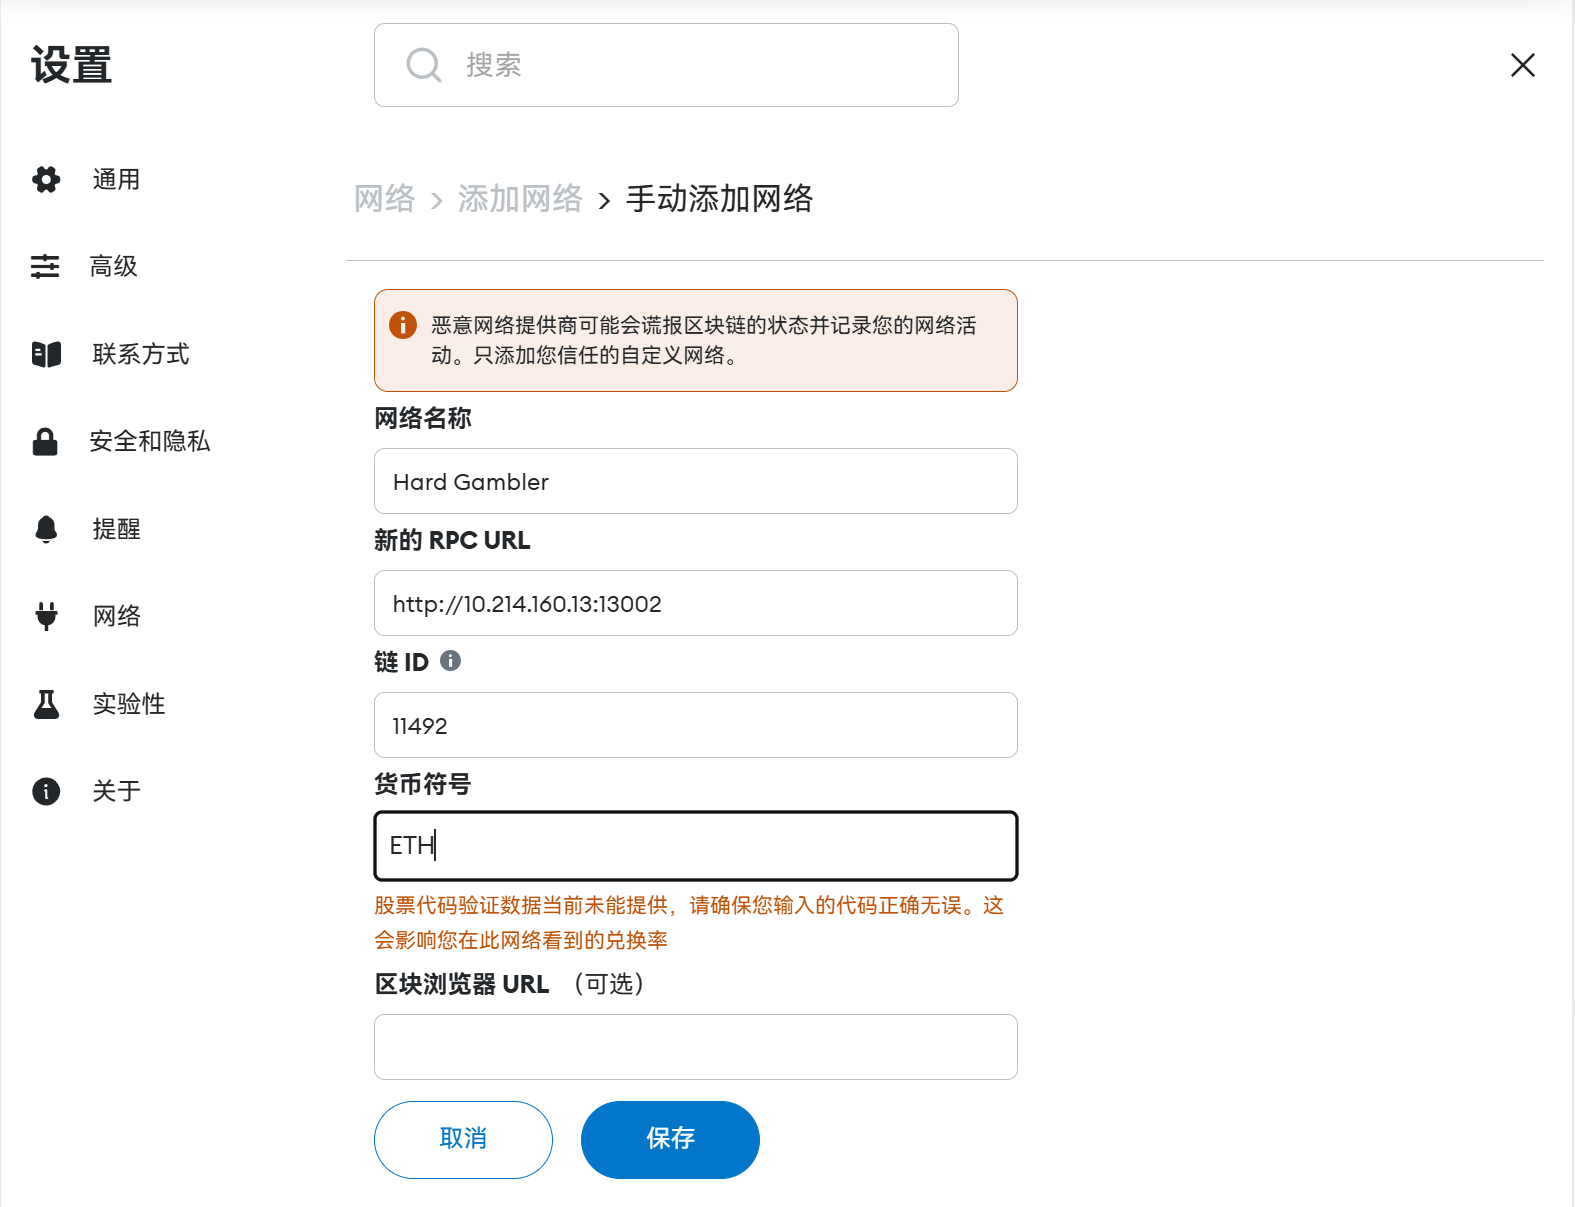 设置
搜索
通用
高级
联系方式
安全和隐私
提醒
网络
实验性
关于
网络 > 添加网络 > 手动添加网络
恶意网络提供商可能会谎报区块链的状态并记录您的网络活
动。只添加您信任的自定义网络。
网络名称
Hard Gambler
新的 RPC URL
http://10.214.160.13:13002
链 ID
11492
货币符号
ETH
股票代码验证数据当前未能提供，请确保您输入的代码正确无误。这
会影响您在此网络看到的兑换率
区块浏览器 URL （可选）
取消
保存